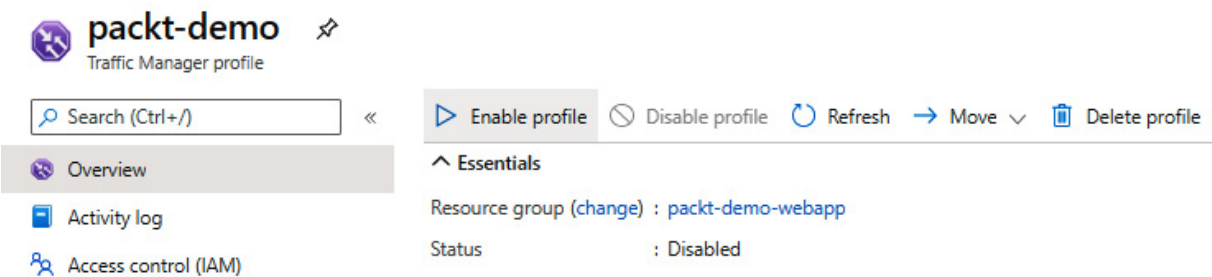 packt-demo
Traffic Manager profile
Search (Ctrl+/)
«
Overview
Activity log
Access control (IAM)
Enable profile Disable profile Refresh Move Delete profile
Essentials
Resource group (change) : packt-demo-webapp
Status : Disabled